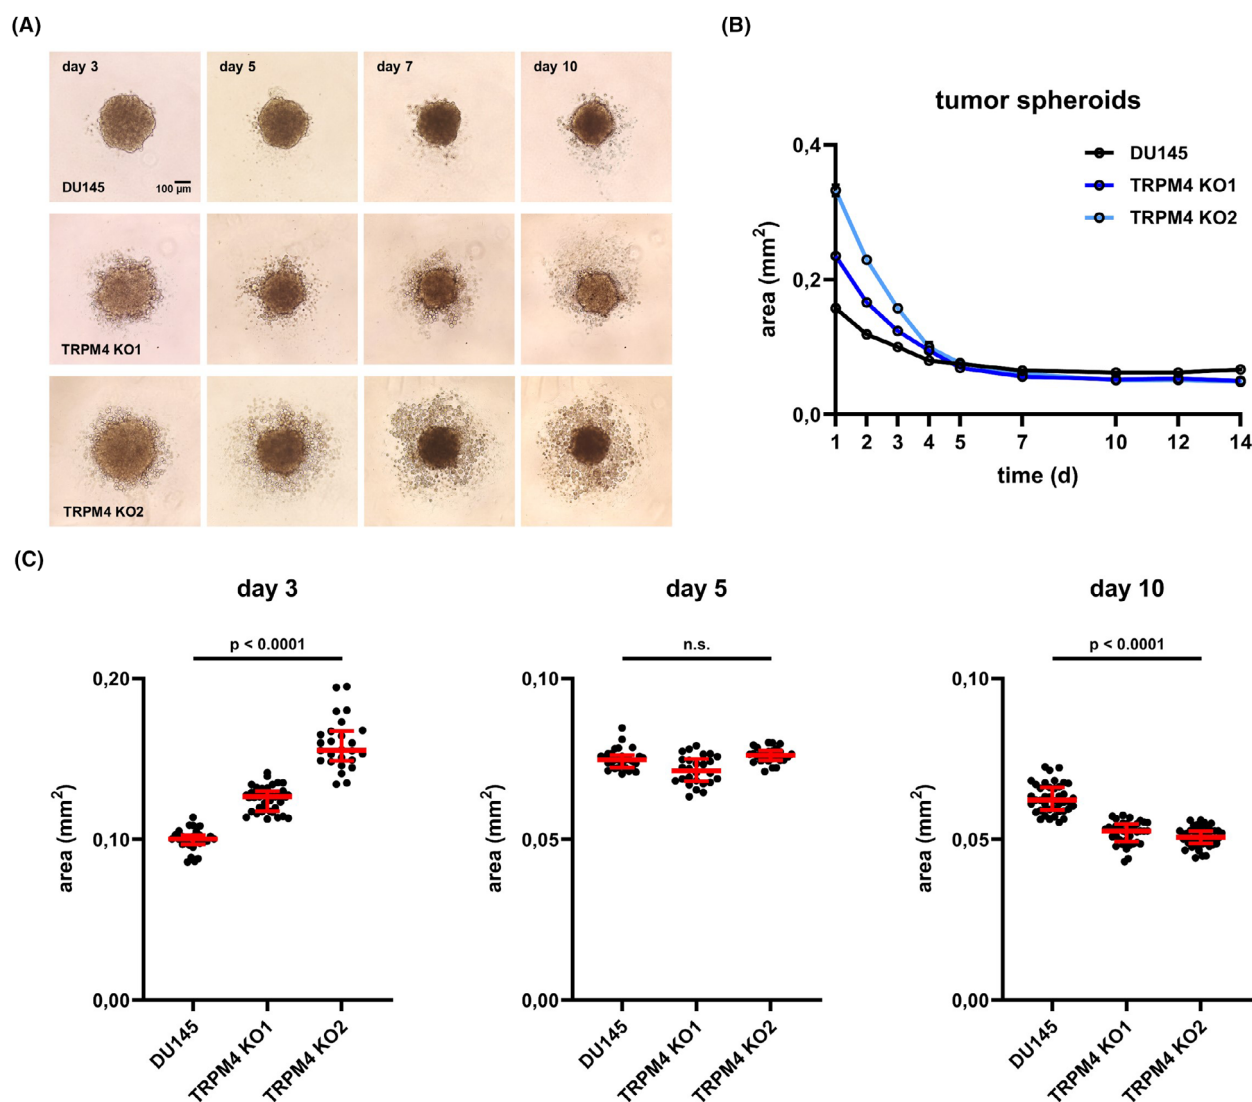 (A)
day 3
day 5
day 7
day 10
DU145
100 µm
TRPM4 KO1
TRPM4 KO2
(B)
tumor spheroids
DU145
TRPM4 KO1
TRPM4 KO2
0,4
0,2
0,0
area (mm²)
1 2 3 4 5 7 10 12 14
time (d)
(C)
day 3
p < 0.0001
0,20
0,10
0,00
area (mm²)
DU145
TRPM4 KO1
TRPM4 KO2
day 5
n.s.
0,10
0,05
0,00
area (mm²)
DU145
TRPM4 KO1
TRPM4 KO2
day 10
p < 0.0001
0,10
0,05
0,00
area (mm²)
DU145
TRPM4 KO1
TRPM4 KO2